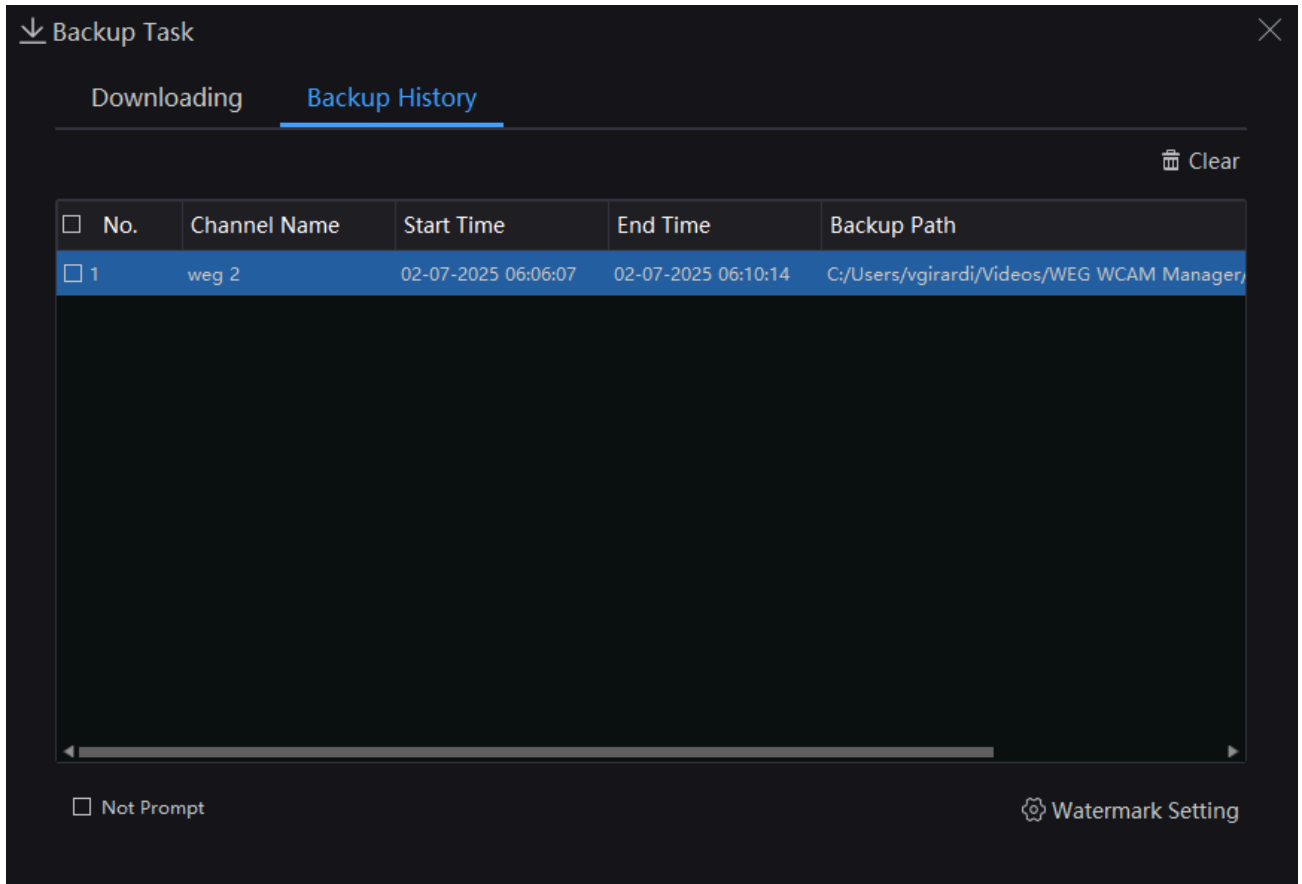 Backup Task
Downloading Backup History
Clear
No. Channel Name Start Time End Time Backup Path
1 weg 2 02-07-2025 06:06:07 02-07-2025 06:10:14 C:/Users/vgirardi/Videos/WEG WCAM Manager/
Not Prompt Watermark Setting